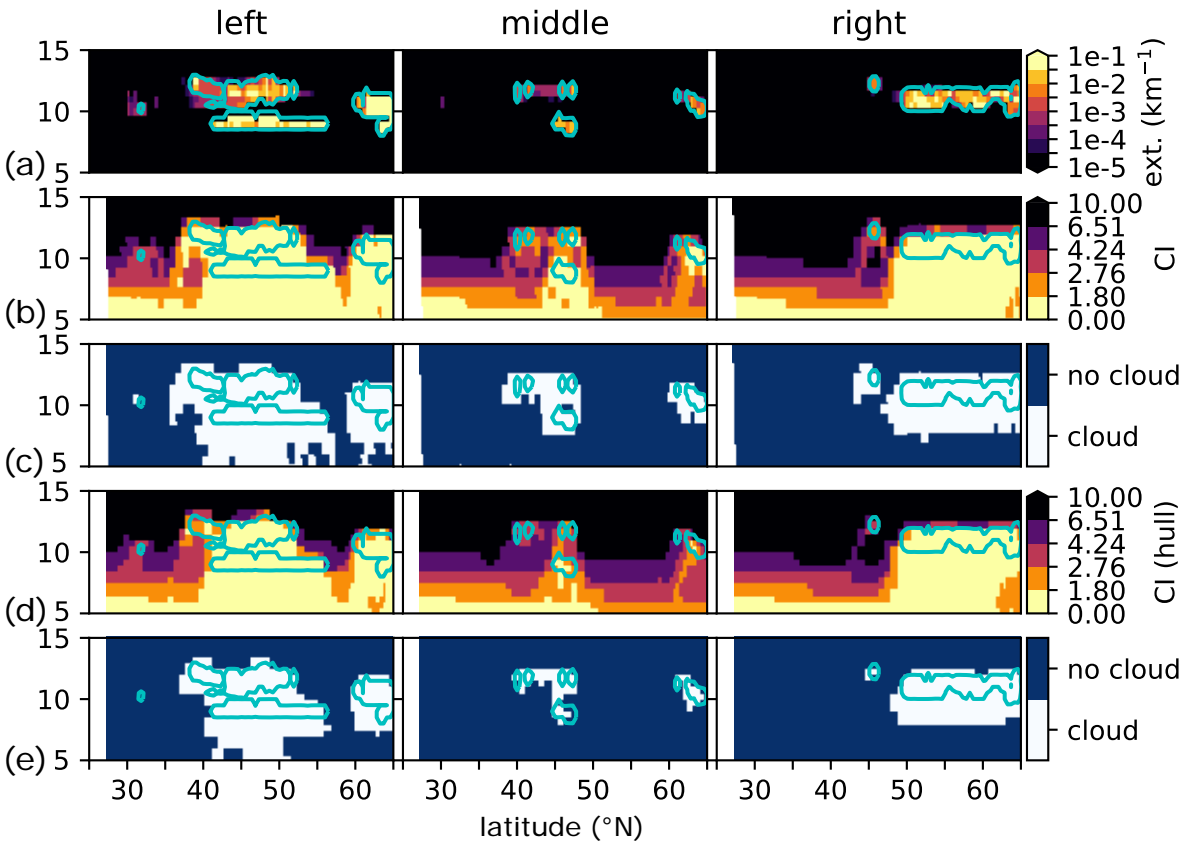 left middle right
15
10
5
(a)
1e-1
1e-2
1e-3
1e-4
1e-5
ext. (km⁻¹)
15
10
5
(b)
10.00
6.51
4.24
2.76
1.80
0.00
CI
15
10
5
(c)
no cloud
cloud
15
10
5
(d)
10.00
6.51
4.24
2.76
1.80
0.00
CI (hull)
15
10
5
(e)
no cloud
cloud
30 40 50 60 30 40 50 60 30 40 50 60
latitude (°N)